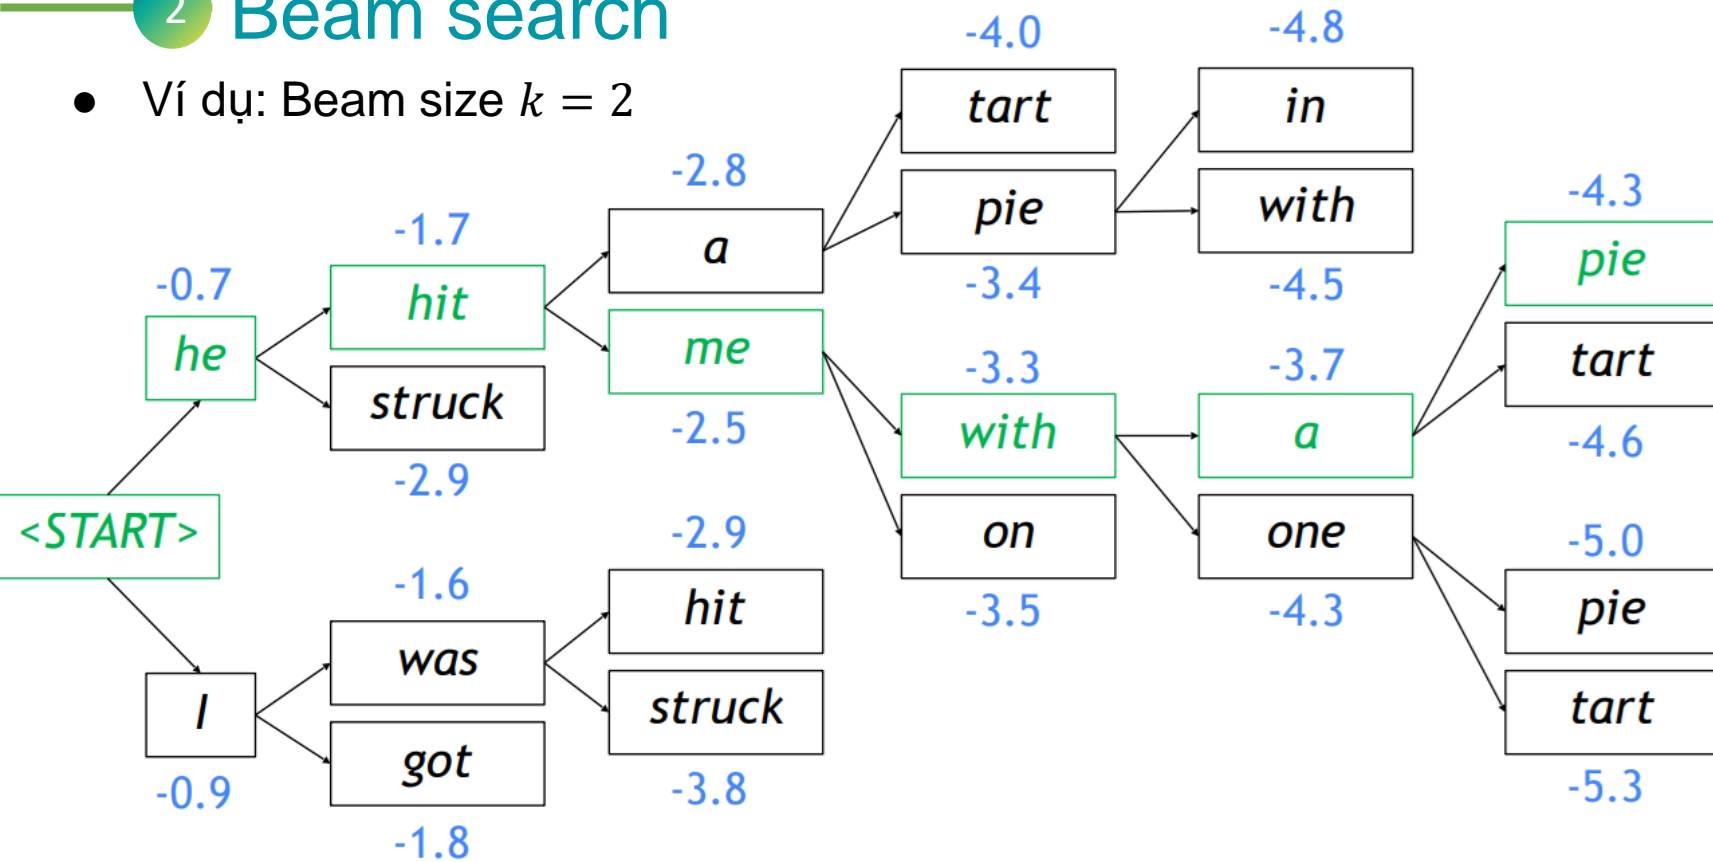 2 Beam search
● Ví dụ: Beam size k = 2
<START>
-0.7
he
I
-0.9
-1.7
hit
struck
-2.9
-1.6
was
got
-1.8
-2.8
a
me
-2.5
-2.9
hit
struck
-3.8
-4.0
tart
pie
-3.4
-3.3
with
on
-3.5
-4.8
in
with
-4.5
-3.7
a
one
-4.3
-4.3
pie
tart
-4.6
-5.0
pie
tart
-5.3